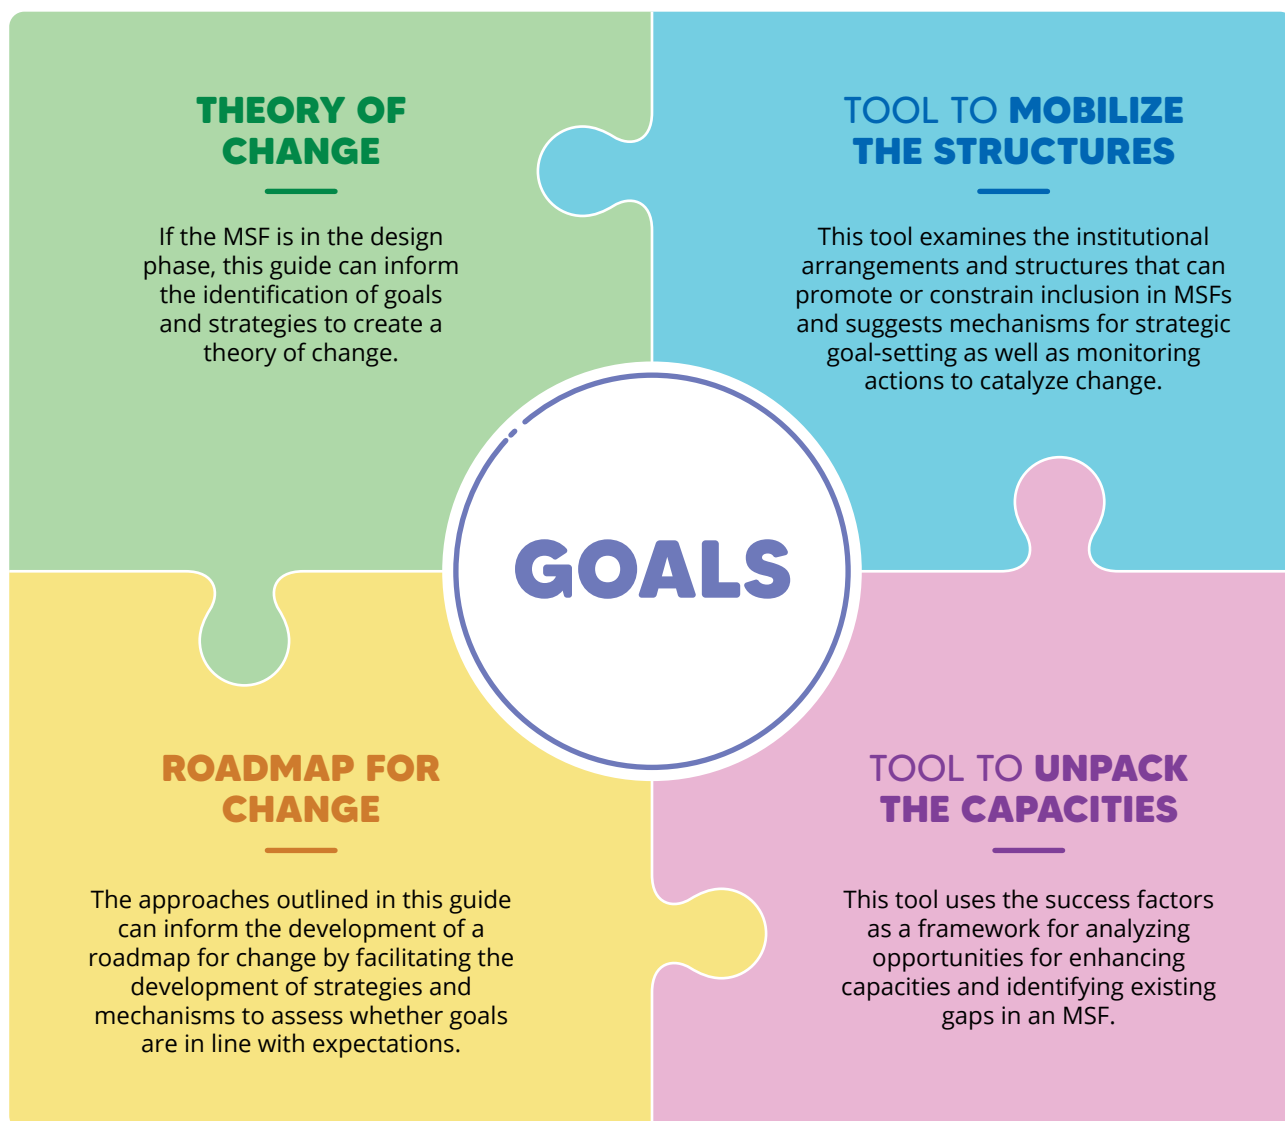 THEORY OF
CHANGE
If the MSF is in the design
phase, this guide can inform
the identification of goals
and strategies to create a
theory of change.
TOOL TO MOBILIZE
THE STRUCTURES
This tool examines the institutional
arrangements and structures that can
promote or constrain inclusion in MSFs
and suggests mechanisms for strategic
goal-setting as well as monitoring
actions to catalyze change.
GOALS
ROADMAP FOR
CHANGE
The approaches outlined in this guide
can inform the development of a
roadmap for change by facilitating the
development of strategies and
mechanisms to assess whether goals
are in line with expectations.
TOOL TO UNPACK
THE CAPACITIES
This tool uses the success factors
as a framework for analyzing
opportunities for enhancing
capacities and identifying existing
gaps in an MSF.